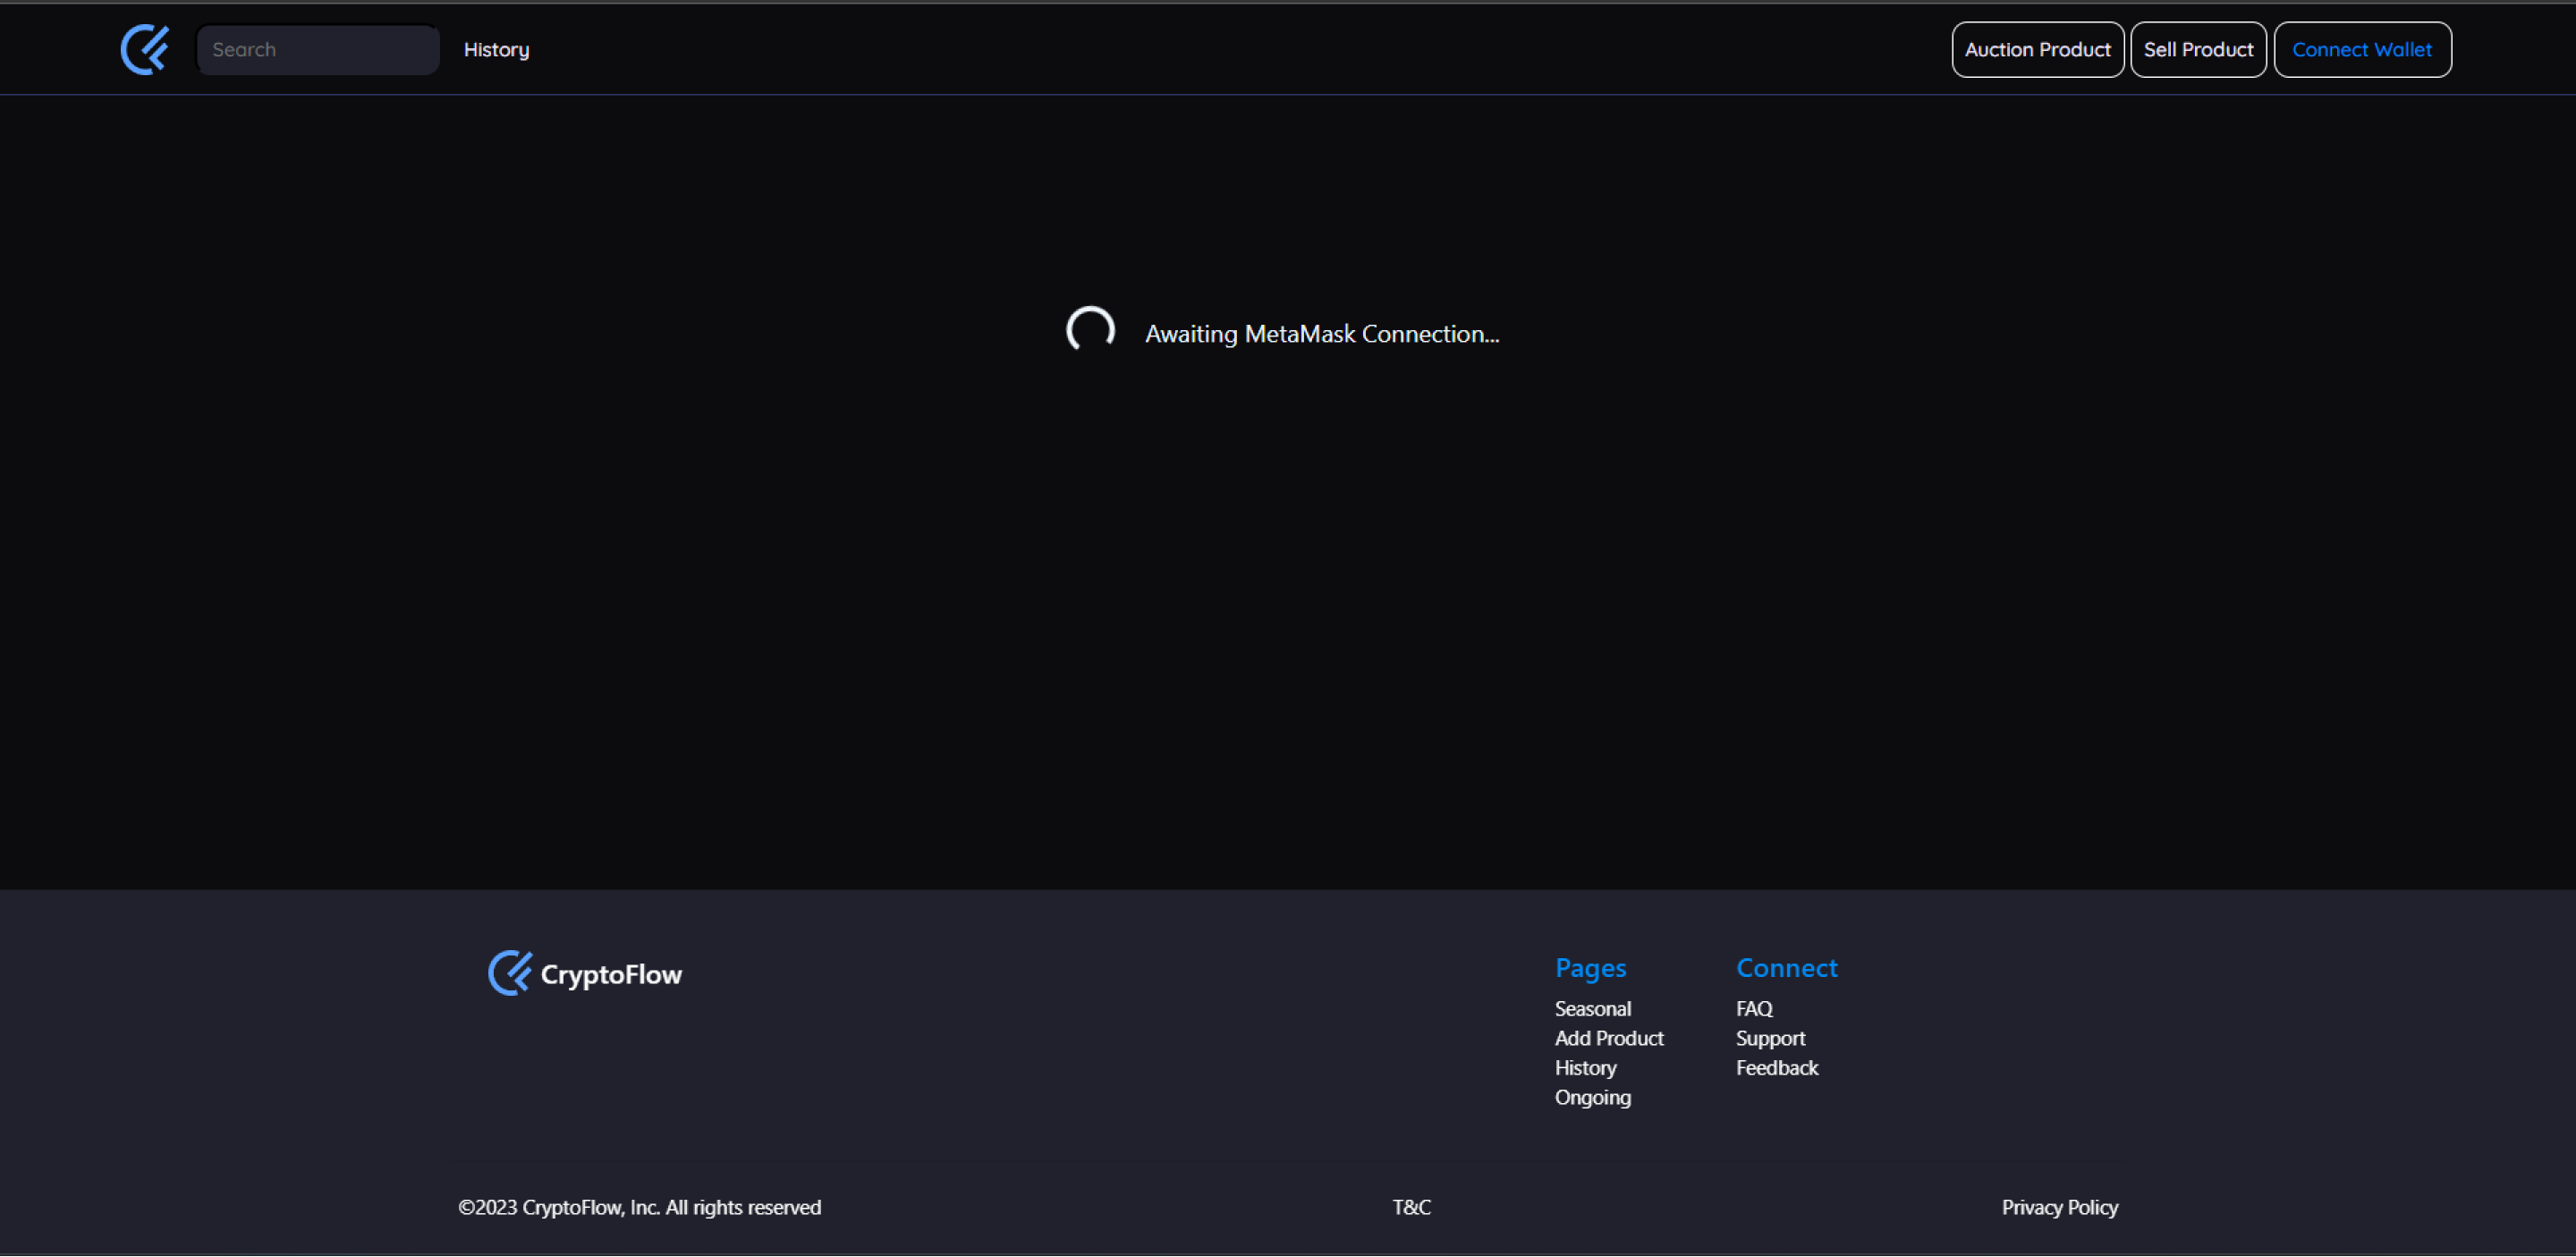 Search
History
Auction Product
Sell Product
Connect Wallet
Awaiting MetaMask Connection...
CryptoFlow
Pages
Seasonal
Add Product
History
Ongoing
Connect
FAQ
Support
Feedback
©2023 CryptoFlow, Inc. All rights reserved
T&C
Privacy Policy